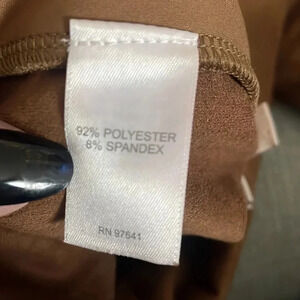 92% POLYESTER
8% SPANDEX
RN 97641